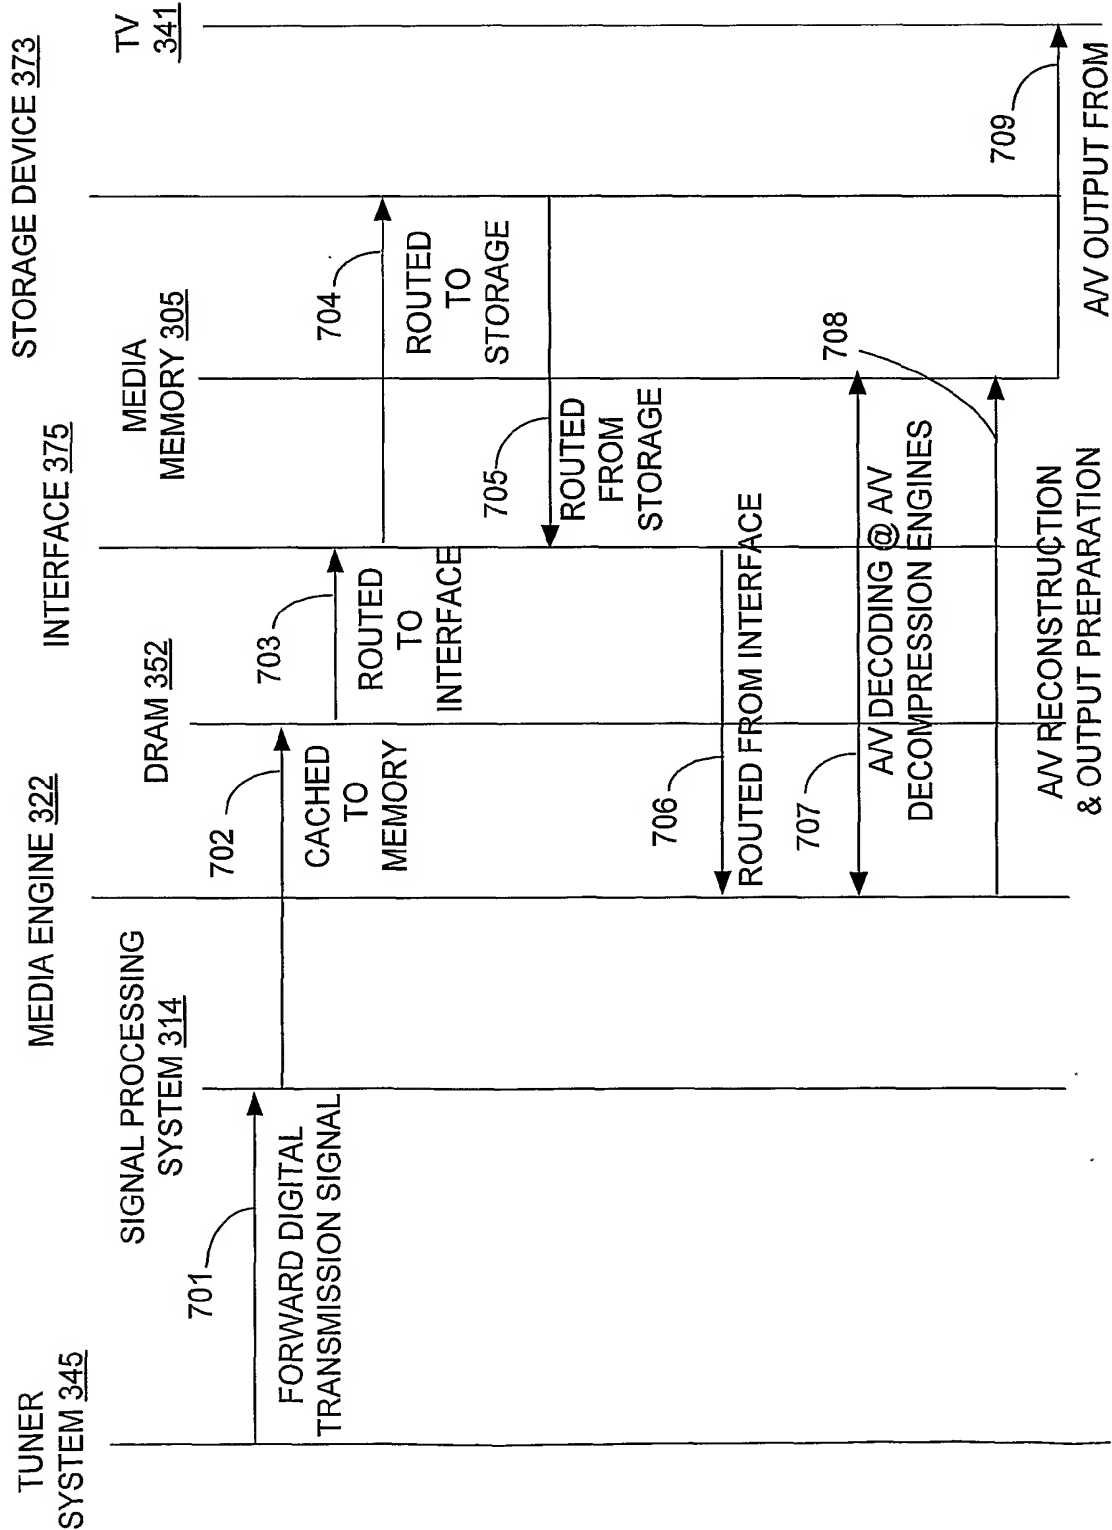 TUNER
SYSTEM 345
SIGNAL PROCESSING
SYSTEM 314
MEDIA ENGINE 322
DRAM 352
INTERFACE 375
MEDIA
MEMORY 305
STORAGE DEVICE 373
TV
341
701
FORWARD DIGITAL
TRANSMISSION SIGNAL
702
CACHED
TO
MEMORY
703
ROUTED
TO
INTERFACE
704
ROUTED
TO
STORAGE
705
ROUTED
FROM
STORAGE
706
ROUTED FROM INTERFACE
707
A/V DECODING @ A/V
DECOMPRESSION ENGINES
708
A/V RECONSTRUCTION
& OUTPUT PREPARATION
709
A/V OUTPUT FROM